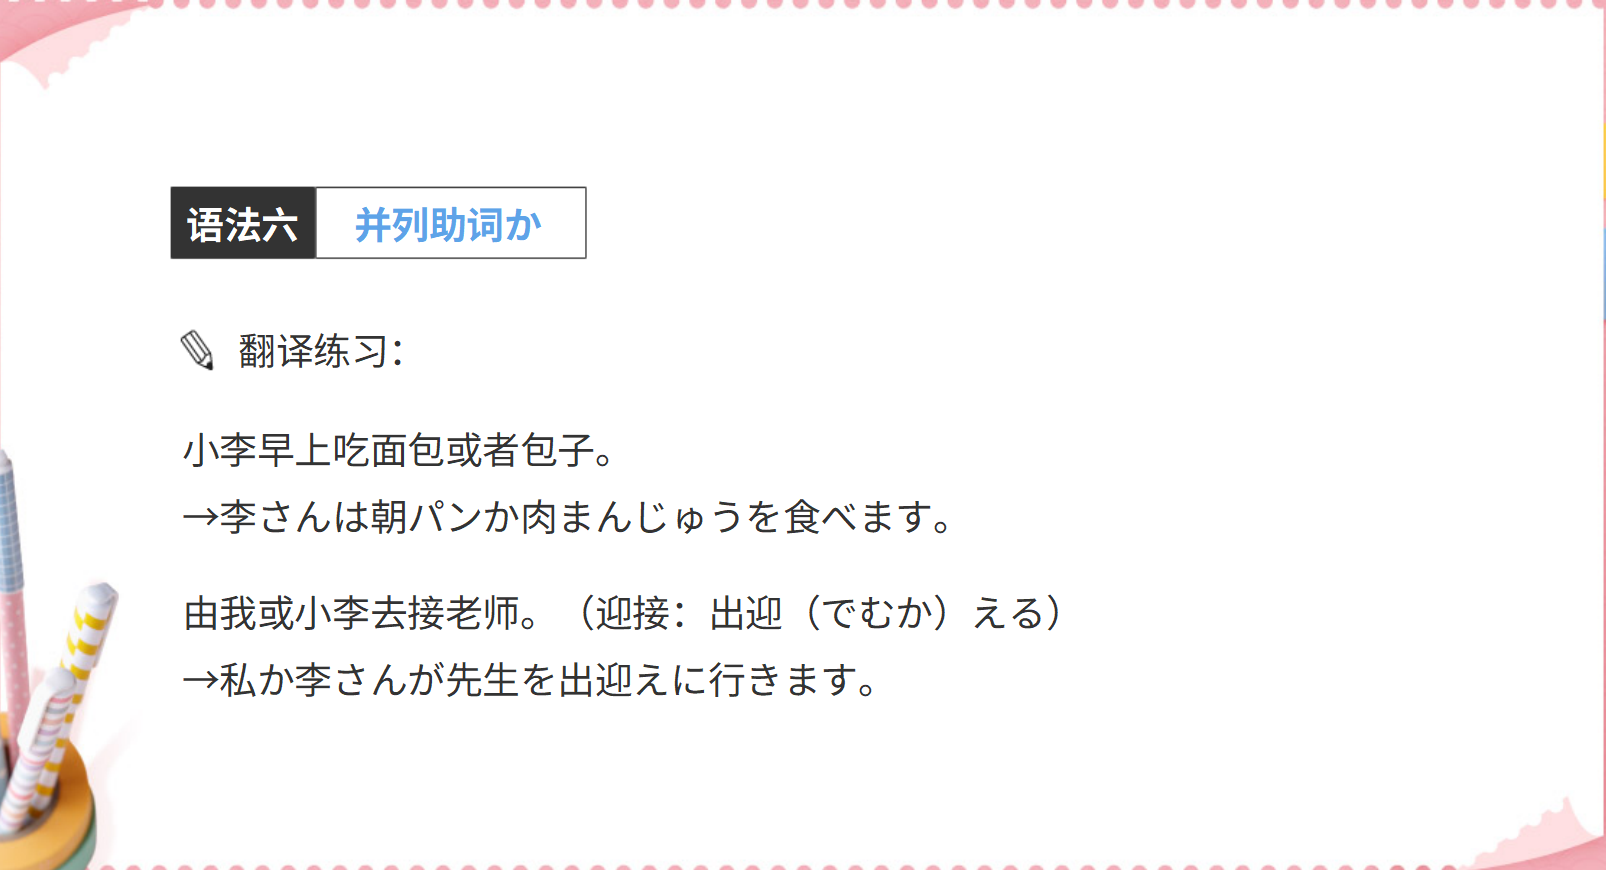 语法六 并列助词か
翻译练习：
小李早上吃面包或者包子。
→李さんは朝パンか肉まんじゅうを食べます。
由我或小李去接老师。（迎接：出迎（でむか）える）
→私か李さんが先生を出迎えに行きます。